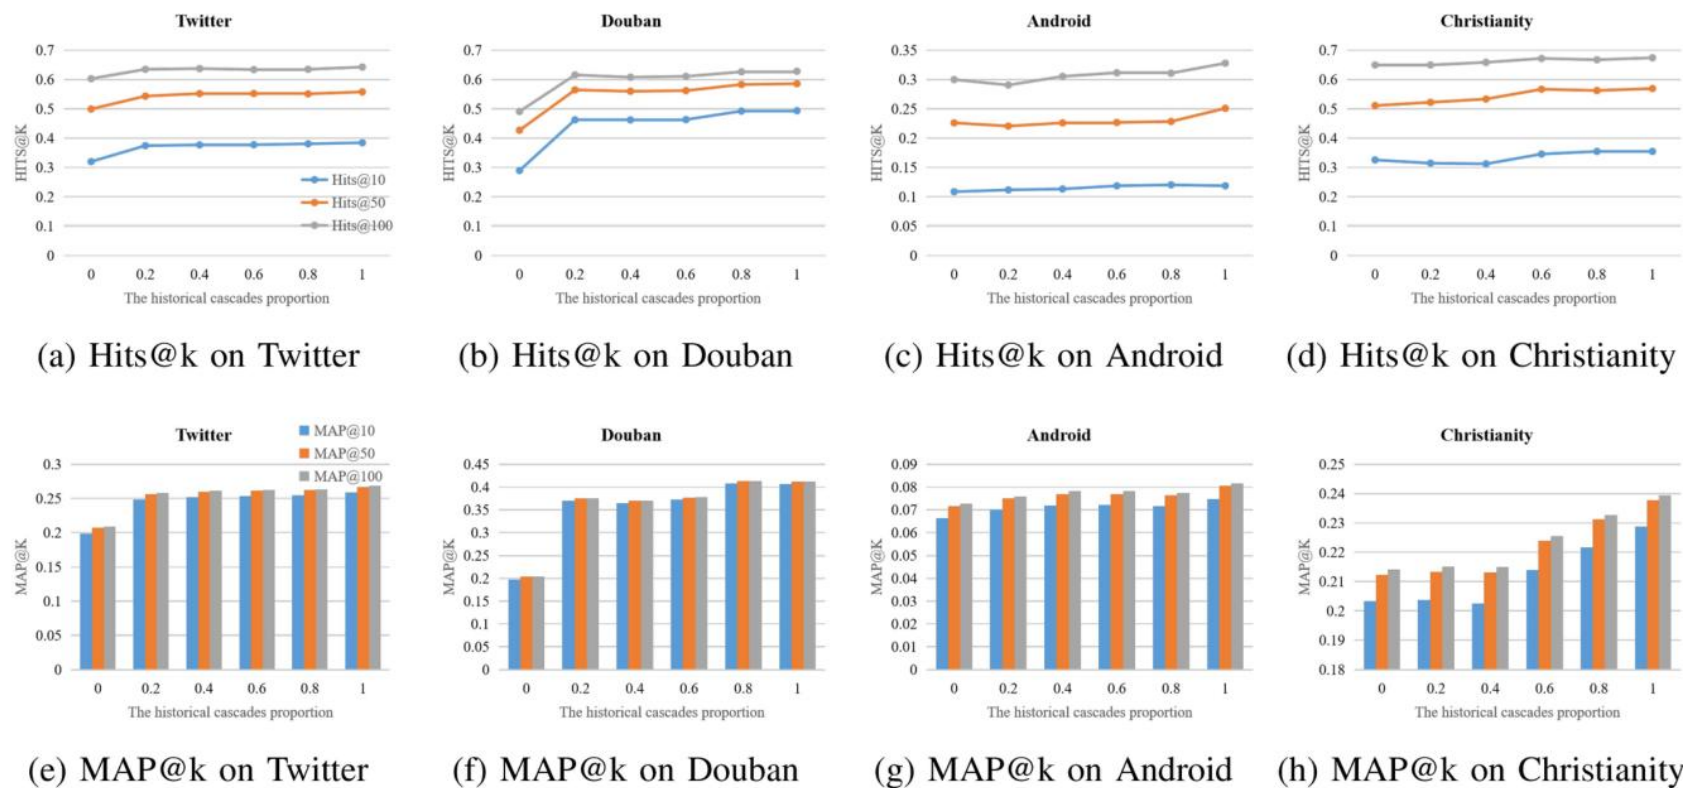 Twitter
0.7
0.6
0.5
0.4
0.3
0.2
0.1
0
HITS@K
Hits@10
Hits@50
Hits@100
0 0.2 0.4 0.6 0.8 1
The historical cascades proportion
(a) Hits@k on Twitter
Douban
0.7
0.6
0.5
0.4
0.3
0.2
0.1
0
HITS@K
0 0.2 0.4 0.6 0.8 1
The historical cascades proportion
(b) Hits@k on Douban
Android
0.35
0.3
0.25
0.2
0.15
0.1
0.05
0
HITS@K
0 0.2 0.4 0.6 0.8 1
The historical cascades proportion
(c) Hits@k on Android
Christianity
0.7
0.6
0.5
0.4
0.3
0.2
0.1
0
HITS@K
0 0.2 0.4 0.6 0.8 1
The historical cascades proportion
(d) Hits@k on Christianity
Twitter
MAP@10
MAP@50
MAP@100
0.3
0.25
0.2
0.15
0.1
0.05
0
MAP@K
0 0.2 0.4 0.6 0.8 1
The historical cascades proportion
(e) MAP@k on Twitter
Douban
0.45
0.4
0.35
0.3
0.25
0.2
0.15
0.1
0.05
0
MAP@K
0 0.2 0.4 0.6 0.8 1
The historical cascades proportion
(f) MAP@k on Douban
Android
0.09
0.08
0.07
0.06
0.05
0.04
0.03
0.02
0.01
0
MAP@K
0 0.2 0.4 0.6 0.8 1
The historical cascades proportion
(g) MAP@k on Android
Christianity
0.25
0.24
0.23
0.22
0.21
0.2
0.19
0.18
MAP@K
0 0.2 0.4 0.6 0.8 1
The historical cascades proportion
(h) MAP@k on Christianity